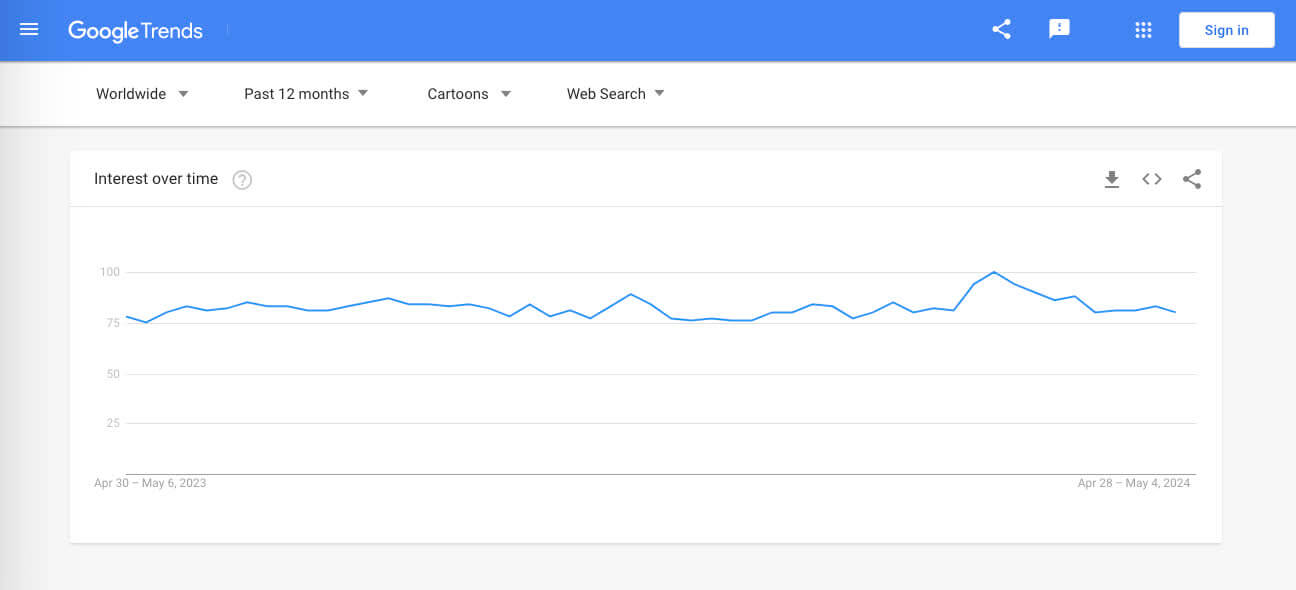 Google Trends
Sign in
Worldwide
Past 12 months
Cartoons
Web Search
Interest over time
?
100
75
50
25
Apr 30 – May 6, 2023
Apr 28 – May 4, 2024